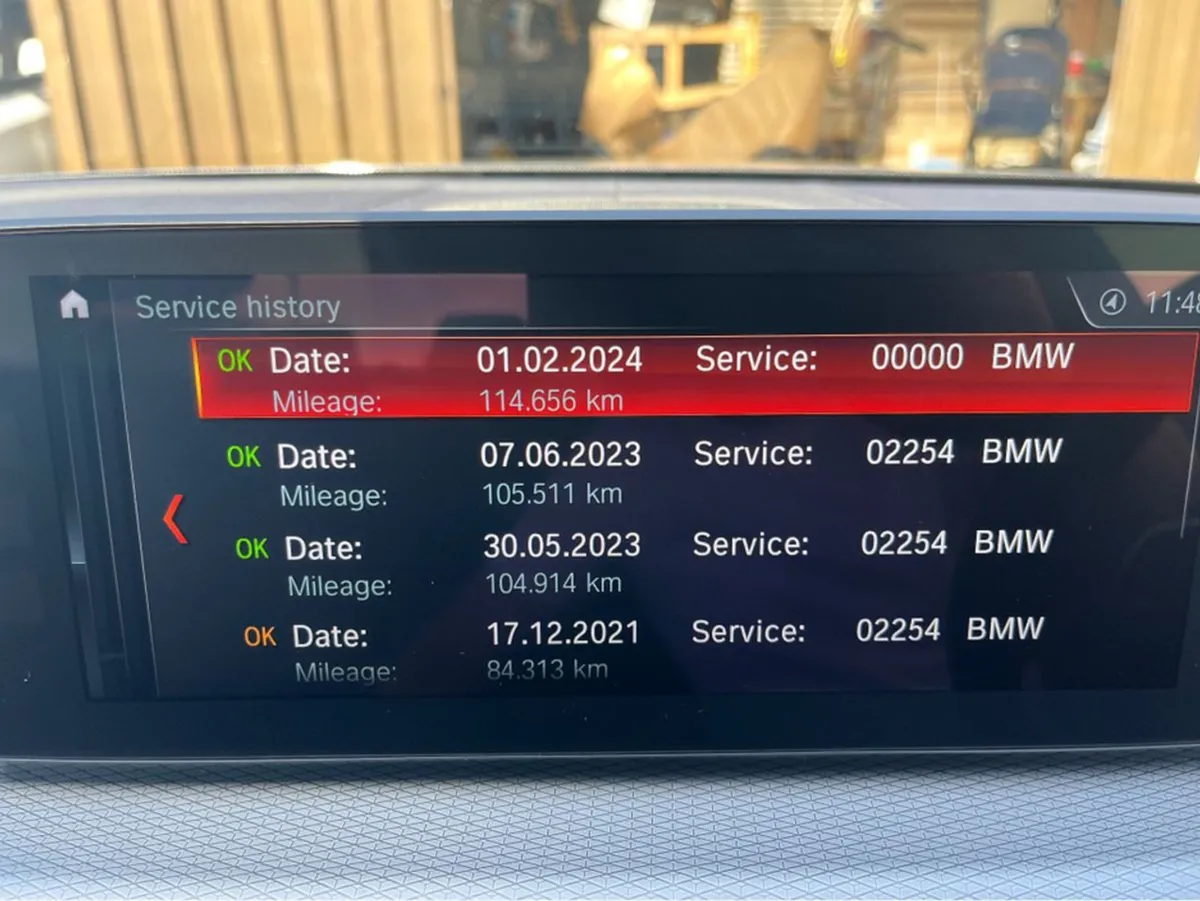 Service history
11:48
OK Date: 01.02.2024 Service: 00000 BMW
Mileage: 114.656 km
OK Date: 07.06.2023 Service: 02254 BMW
Mileage: 105.511 km
OK Date: 30.05.2023 Service: 02254 BMW
Mileage: 104.914 km
OK Date: 17.12.2021 Service: 02254 BMW
Mileage: 84.313 km